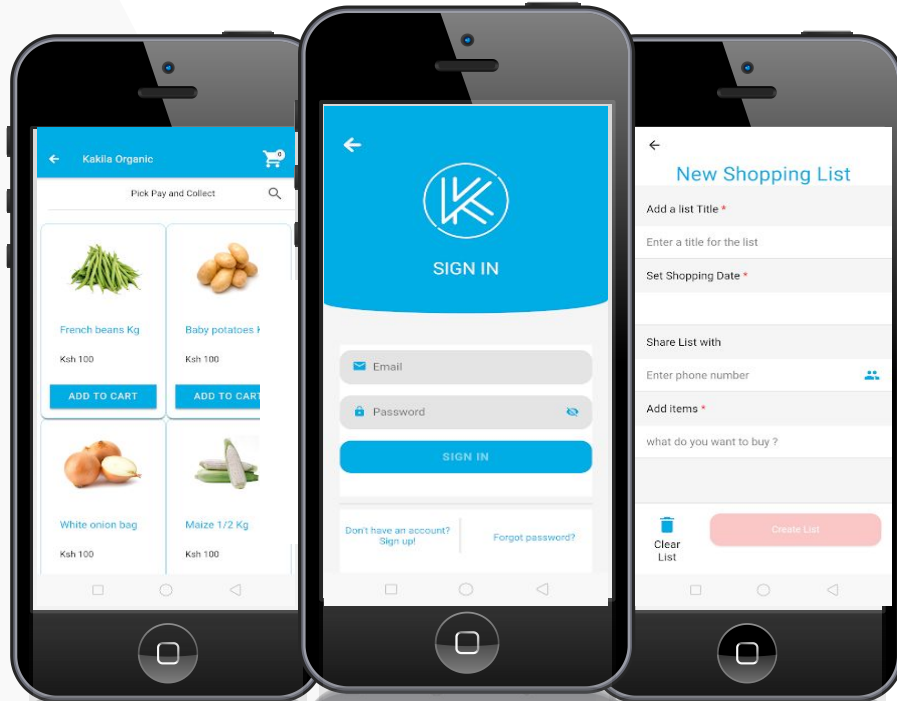 Kakila Organic
0
Pick Pay and Collect
French beans Kg
Baby potatoes K
Ksh 100
Ksh 100
ADD TO CART
ADD TO CART
White onion bag
Maize 1/2 Kg
Ksh 100
Ksh 100
K
SIGN IN
Email
Password
SIGN IN
Don't have an account?
Sign up!
Forgot password?
New Shopping List
Add a list Title *
Enter a title for the list
Set Shopping Date *
Share List with
Enter phone number
Add items *
what do you want to buy ?
Clear
List
Create List